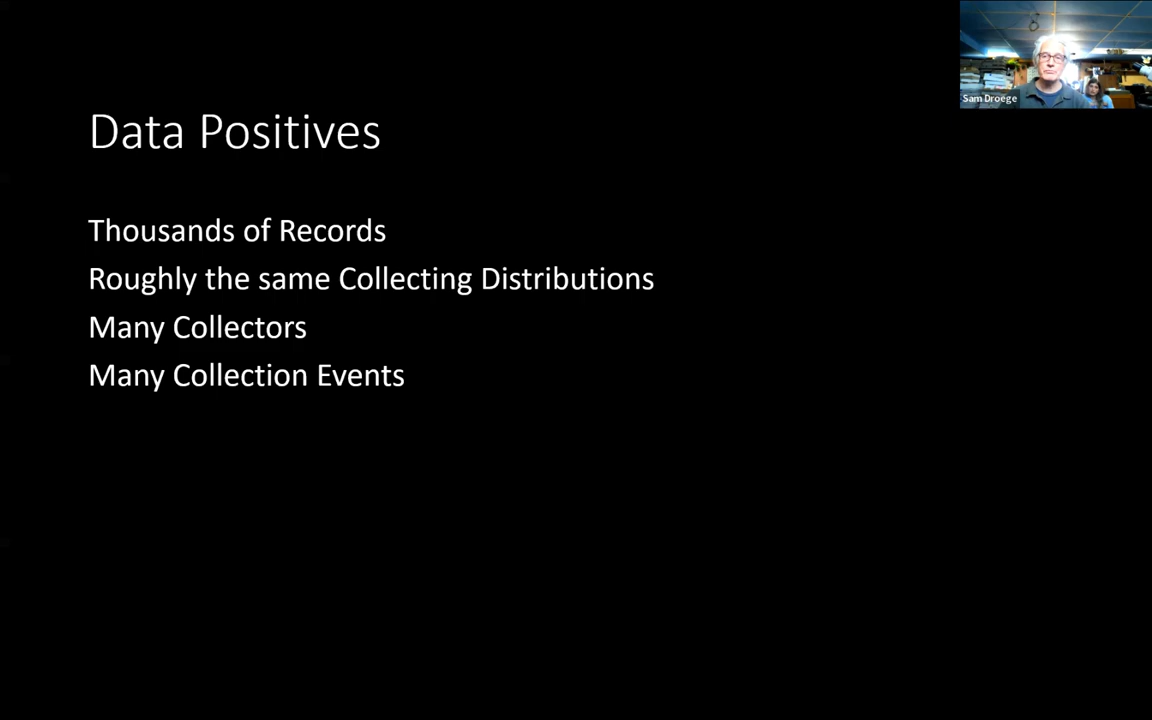 Sam Droege
Data Positives
Thousands of Records
Roughly the same Collecting Distributions
Many Collectors
Many Collection Events